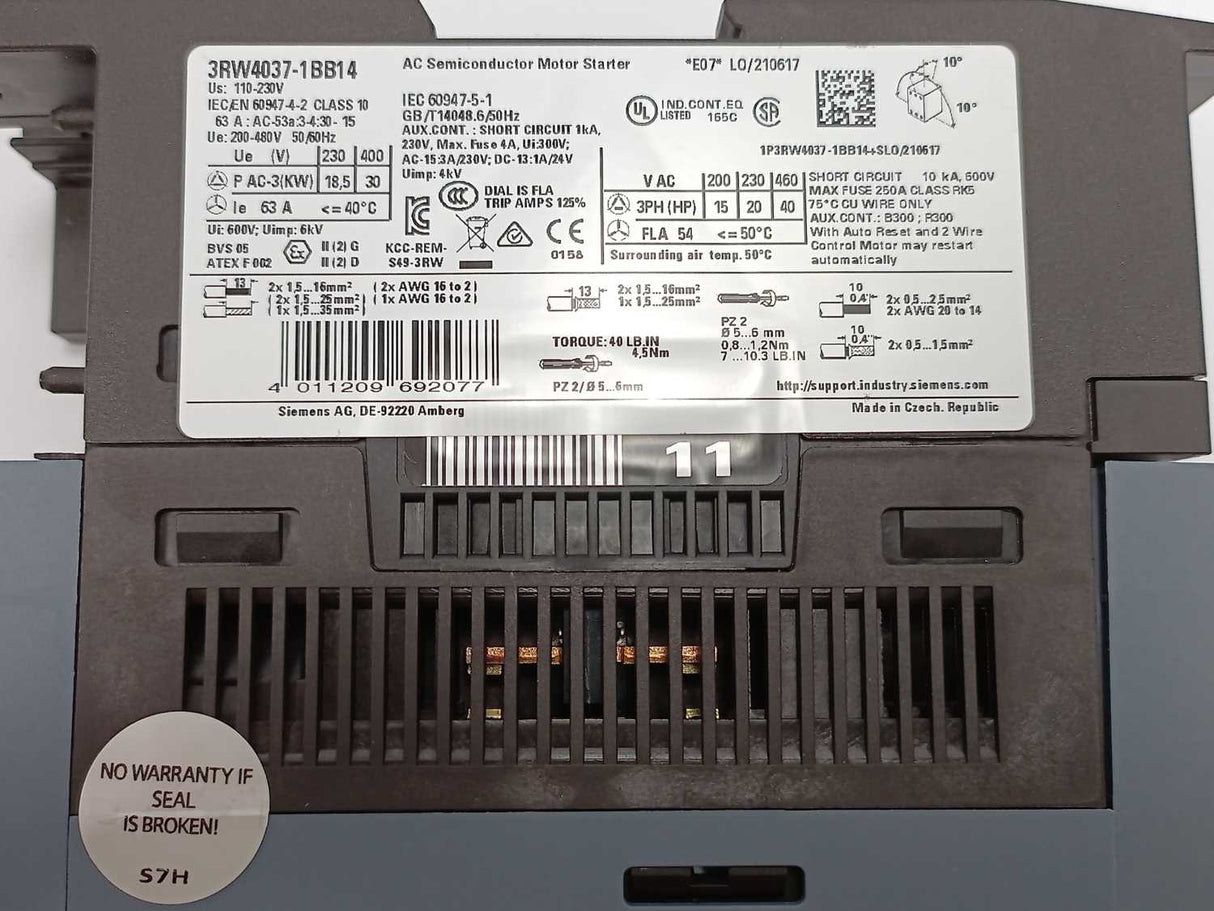 3RW4037-1BB14
Us: 110-230V
IEC/EN 60947-4-2 CLASS 10
63 A : AC-53a:3-4:30- 15
Ue: 200-480V 50/60Hz
Ue (V) 230 400
P AC-3(KW) 18,5 30
Ie 63 A <= 40°C
Ui: 600V; Uimp: 6kV
BVS 05 II (2) G
ATEX F 002 Ex II (2) D
AC Semiconductor Motor Starter
IEC 60947-5-1
GB/T14048.6/50Hz
AUX.CONT.: SHORT CIRCUIT 1kA,
230V, Max. Fuse 4A, Ui:300V;
AC-15:3A/230V; DC-13:1A/24V
Uimp: 4kV
CCC DIAL IS FLA
TRIP AMPS 125%
KCC-REM-
S49-3RW
CE
0158
*E07* L0/210617
UL IND.CONT.EQ
LISTED 165C
10°
10°
1P3RW4037-1BB14+SL0/210617
V AC 200 230 460
3PH (HP) 15 20 40
FLA 54 <= 50°C
Surrounding air temp. 50°C
SHORT CIRCUIT 10 kA, 600V
MAX FUSE 250A CLASS RK5
75°C CU WIRE ONLY
AUX.CONT.: B300 ; R300
With Auto Reset and 2 Wire
Control Motor may restart
automatically
13 2x 1,5...16mm² ( 2x AWG 16 to 2 )
( 2x 1,5...25mm² ) ( 1x AWG 16 to 2 )
( 1x 1,5...35mm² )
13 2x 1,5...16mm²
1x 1,5...25mm²
TORQUE: 40 LB.IN
4,5Nm
PZ 2 / Ø 5...6mm
PZ 2
Ø 5...6 mm
0,8...1,2Nm
7 ...10.3 LB.IN
10
0.4" 2x 0,5...2,5mm²
2x AWG 20 to 14
10
0.4" 2x 0,5...1,5mm²
4 011209 692077
http://support.industry.siemens.com
Siemens AG, DE-92220 Amberg
Made in Czech. Republic
11
NO WARRANTY IF
SEAL
IS BROKEN!
S7H